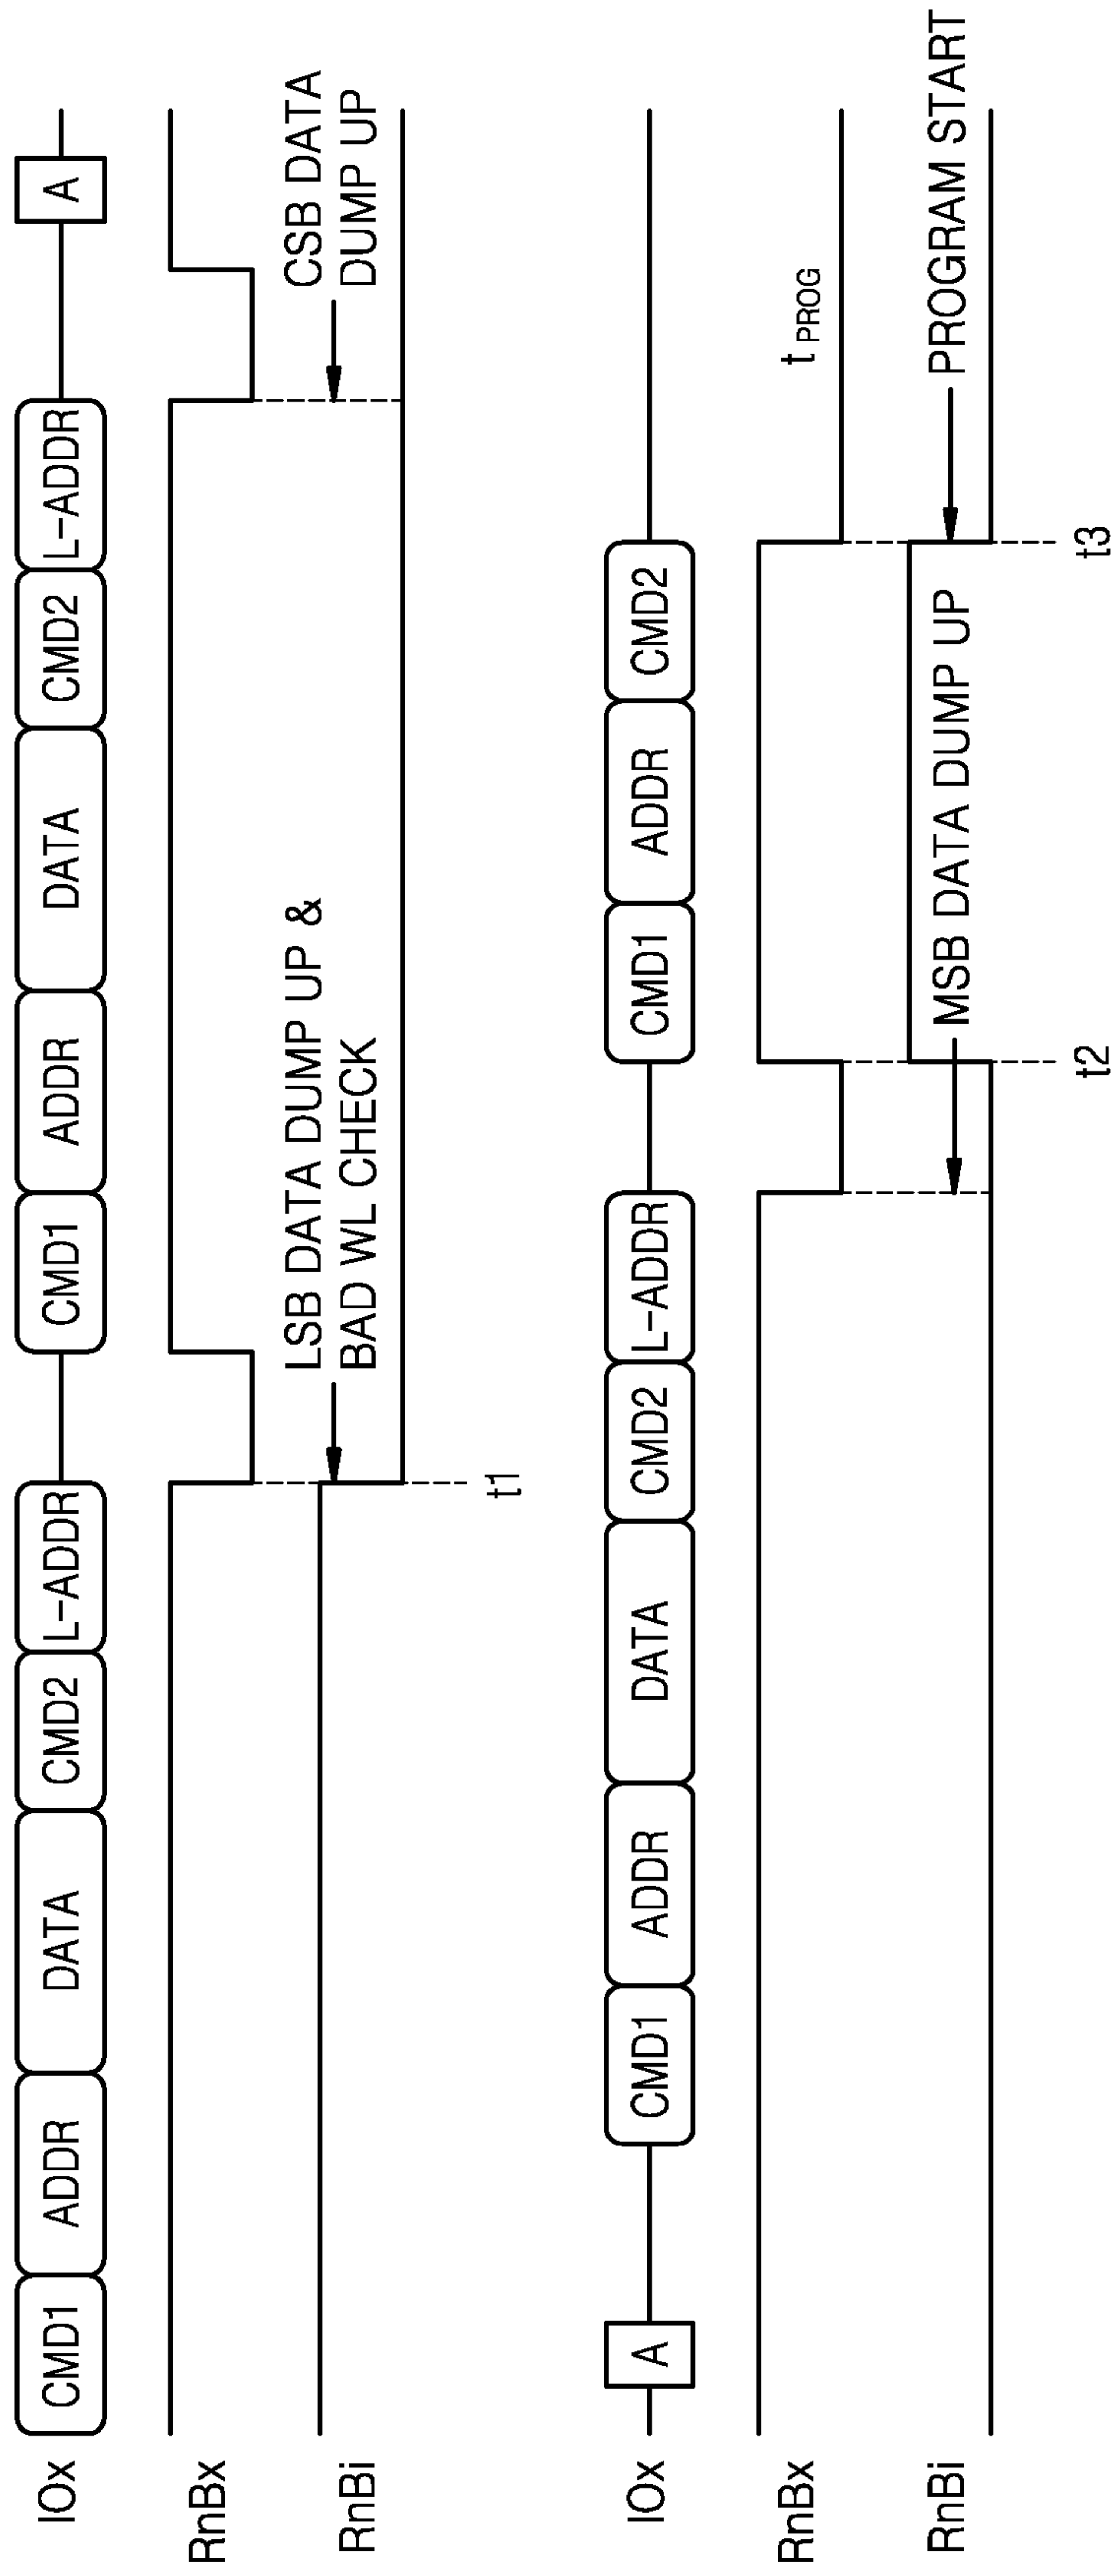 IOx
CMD1 ADDR DATA CMD2 L-ADDR CMD1 ADDR DATA CMD2 L-ADDR A
RnBx
RnBi
LSB DATA DUMP UP &
BAD WL CHECK
CSB DATA
DUMP UP
t1
IOx
A CMD1 ADDR DATA CMD2 L-ADDR CMD1 ADDR CMD2
RnBx
t PROG
RnBi
MSB DATA DUMP UP
PROGRAM START
t2
t3